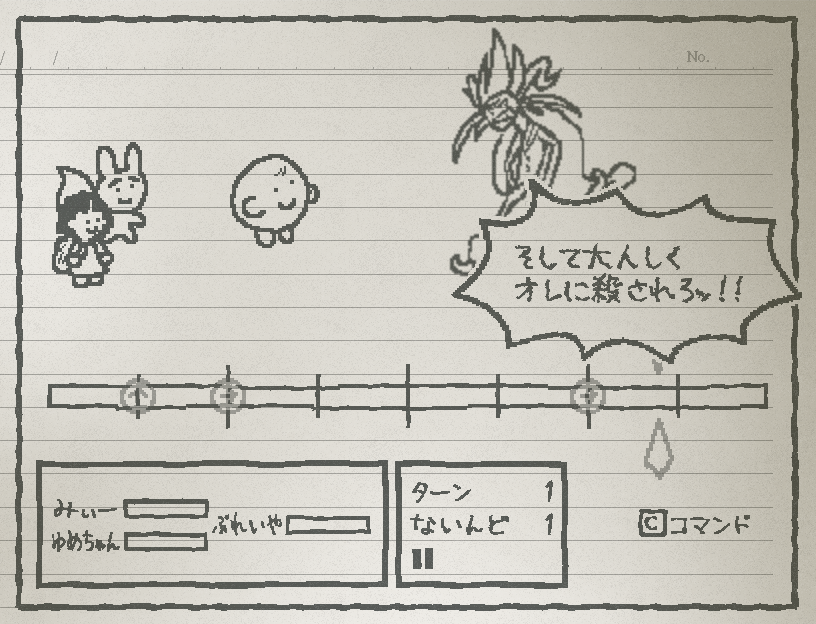 No.
そして大人しく
オレに殺されろッ!!
みぃー
ゆめちゃん
ぷれいや
ターン 1
ないんど 1
C コマンド